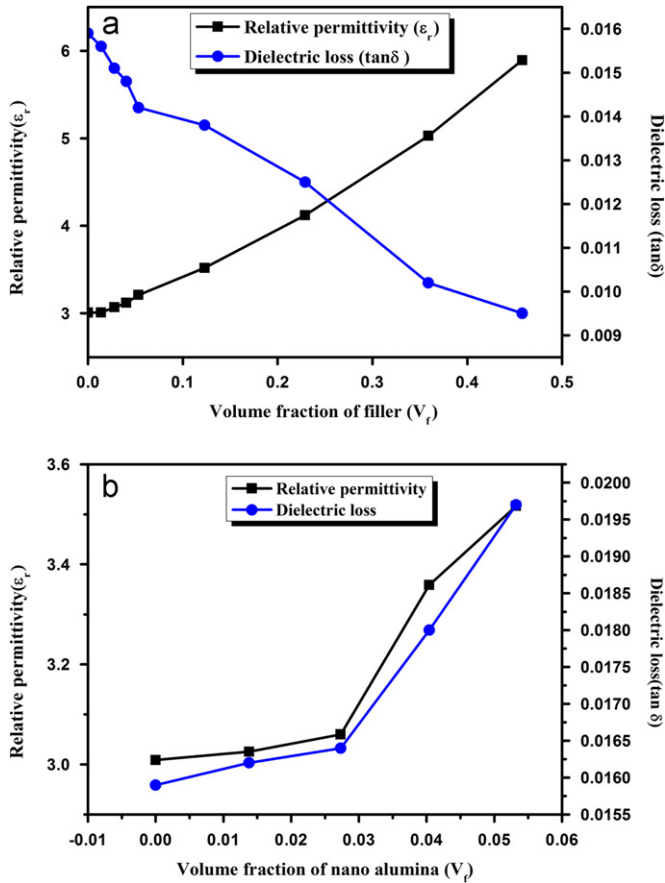 a
Relative permittivity (εr)
Dielectric loss (tanδ )
6
5
4
3
Relative permittivity(εr)
0.016
0.015
0.014
0.013
0.012
0.011
0.010
0.009
Dielectric loss (tanδ)
0.0 0.1 0.2 0.3 0.4 0.5
Volume fraction of filler (Vf)
b
Relative permittivity
Dielectric loss
3.6
3.4
3.2
3.0
Relative permittivity(εr)
0.0200
0.0195
0.0190
0.0185
0.0180
0.0175
0.0170
0.0165
0.0160
0.0155
Dielectric loss(tan δ)
-0.01 0.00 0.01 0.02 0.03 0.04 0.05 0.06
Volume fraction of nano alumina (Vf)